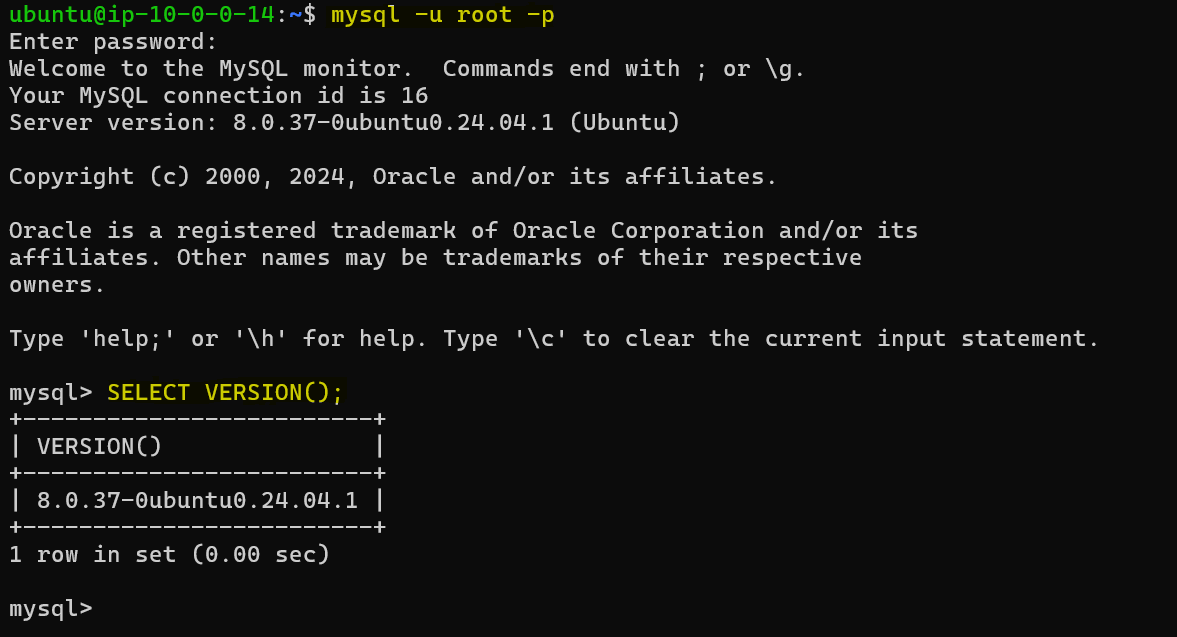 ubuntu@ip-10-0-0-14:~$ mysql -u root -p
Enter password:
Welcome to the MySQL monitor.  Commands end with ; or \g.
Your MySQL connection id is 16
Server version: 8.0.37-0ubuntu0.24.04.1 (Ubuntu)

Copyright (c) 2000, 2024, Oracle and/or its affiliates.

Oracle is a registered trademark of Oracle Corporation and/or its
affiliates. Other names may be trademarks of their respective
owners.

Type 'help;' or '\h' for help. Type '\c' to clear the current input statement.

mysql> SELECT VERSION();
+-------------------------+
| VERSION()               |
+-------------------------+
| 8.0.37-0ubuntu0.24.04.1 |
+-------------------------+
1 row in set (0.00 sec)

mysql>